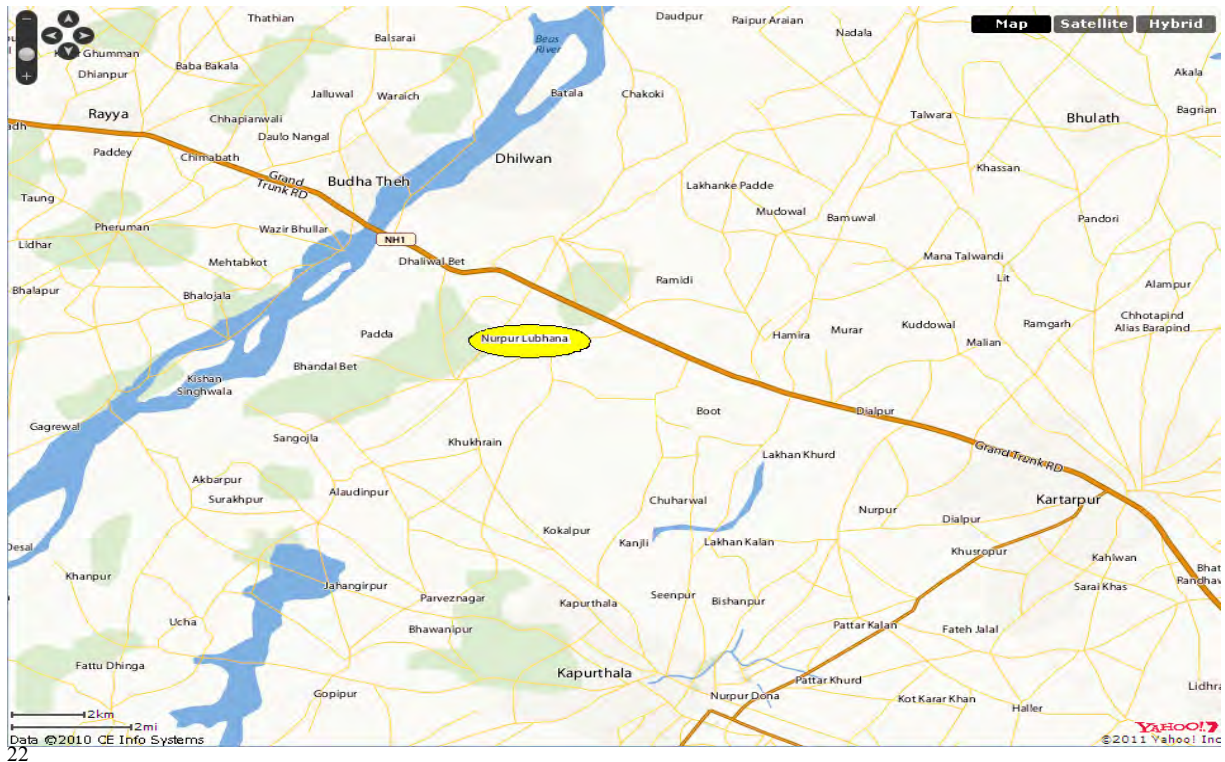 Thathian
Daudpur
Raipur Araian
Nadala
Map
Satellite
Hybrid
Balsarai
Beas
River
Ghumman
Baba Bakala
Dhianpur
Akala
Jalluwal
Waraich
Batala
Chakoki
Rayya
Chhapianwali
Talwara
Bhulath
Bagrian
Daulo Nangal
Paddey
Chimabath
Dhilwan
Khassan
Grand
Trunk RD
Budha Theh
Lakhanke Padde
Taung
Mudowal
Bamuwal
Pandori
Pheruman
Wazir Bhullar
NH1
Lidhar
Mehtabkot
Dhaliwal Bet
Mana Talwandi
Bhalapur
Bhalojala
Ramidi
Lit
Alampur
Chhotapind
Alias Barapind
Padda
Nurpur Lubhana
Hamira
Murar
Kuddowal
Ramgarh
Malian
Bhandal Bet
Kishan
Singhwala
Boot
Dialpur
Gagrewal
Sangojla
Khukhrain
Lakhan Khurd
Grand Trunk RD
Akbarpur
Surakhpur
Alaudinpur
Chuharwal
Kartarpur
Nurpur
Dialpur
Kokalpur
Kanjli
Lakhan Kalan
Desal
Khusropur
Kahlwan
Khanpur
Jahangirpur
Bhat
Randhaw
Sarai Khas
Parveznagar
Kapurthala
Seenpur
Bishanpur
Ucha
Bhawanipur
Pattar Kalan
Fateh Jalal
Fattu Dhinga
Kapurthala
Pattar Khurd
Gopipur
Nurpur Dona
Kot Karar Khan
Haller
Lidhra
2km
2mi
YAHOO!
Data ©2010 CE Info Systems
©2011 Yahoo! Inc
22